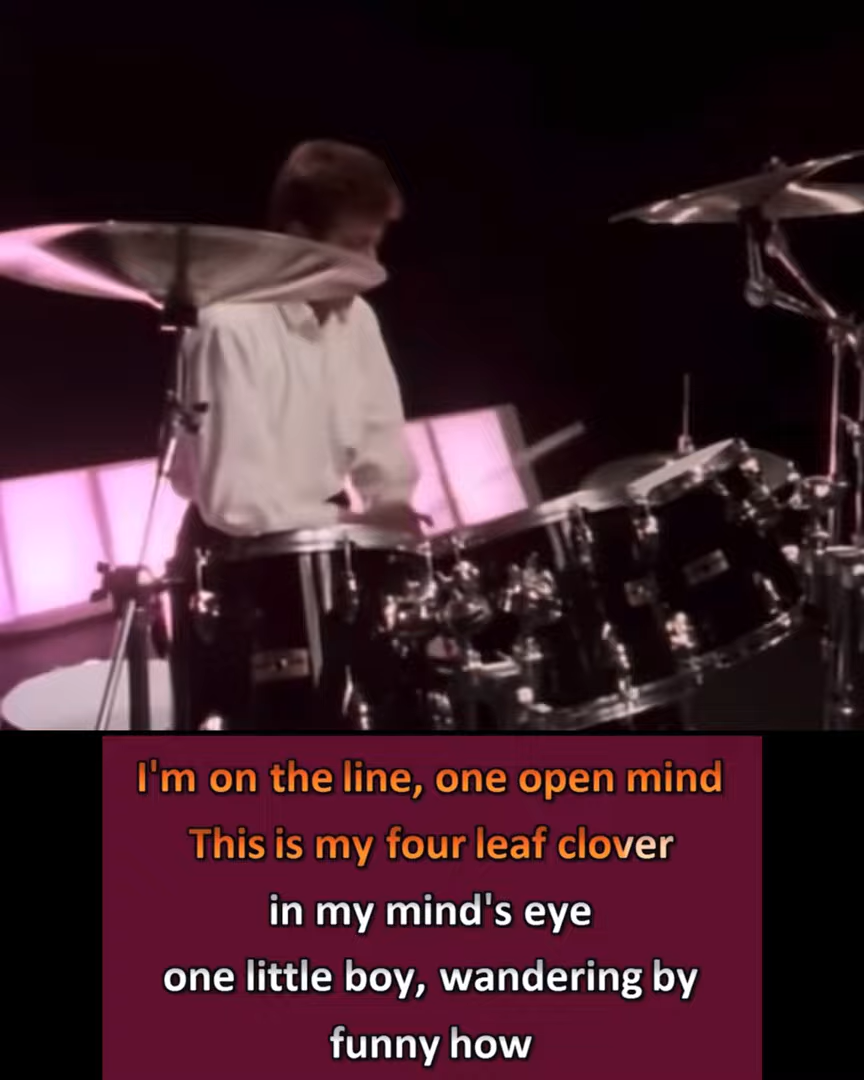 I'm on the line, one open mind
This is my four leaf clover
in my mind's eye
one little boy, wandering by
funny how